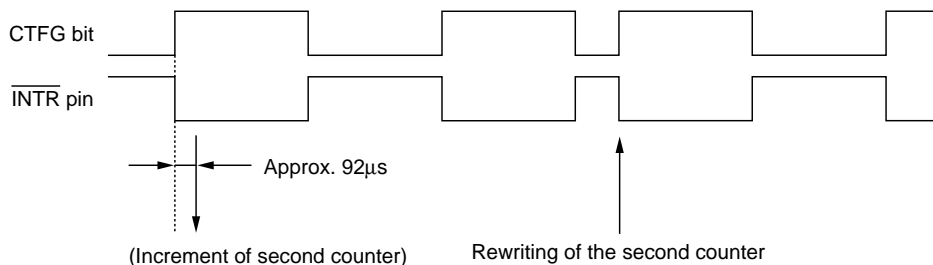 CTFG bit
INTR pin
Approx. 92μs
(Increment of second counter)
Rewriting of the second counter